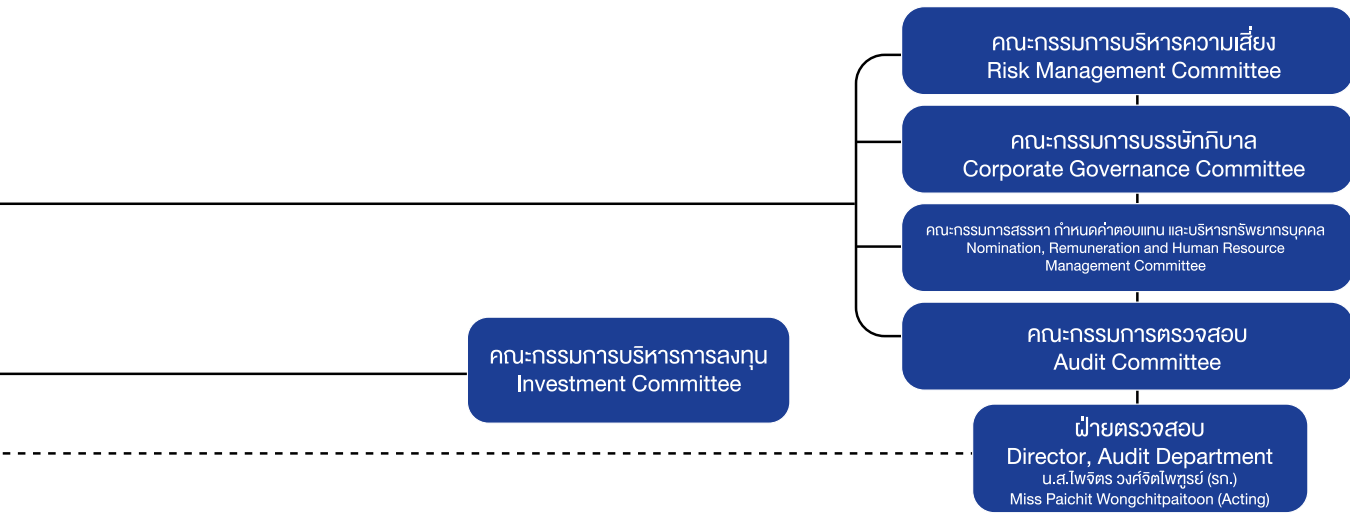 คณะกรรมการบริหารความเสี่ยง
Risk Management Committee
คณะกรรมการบรรษัทภิบาล
Corporate Governance Committee
คณะกรรมการสรรหา กำหนดค่าตอบแทน และบริหารทรัพยากรบุคคล
Nomination, Remuneration and Human Resource
Management Committee
คณะกรรมการตรวจสอบ
Audit Committee
คณะกรรมการบริหารการลงทุน
Investment Committee
ฝ่ายตรวจสอบ
Director, Audit Department
น.ส.ไพจิตร วงศ์จิตไพฑูรย์ (รก.)
Miss Paichit Wongchitpaitoon (Acting)